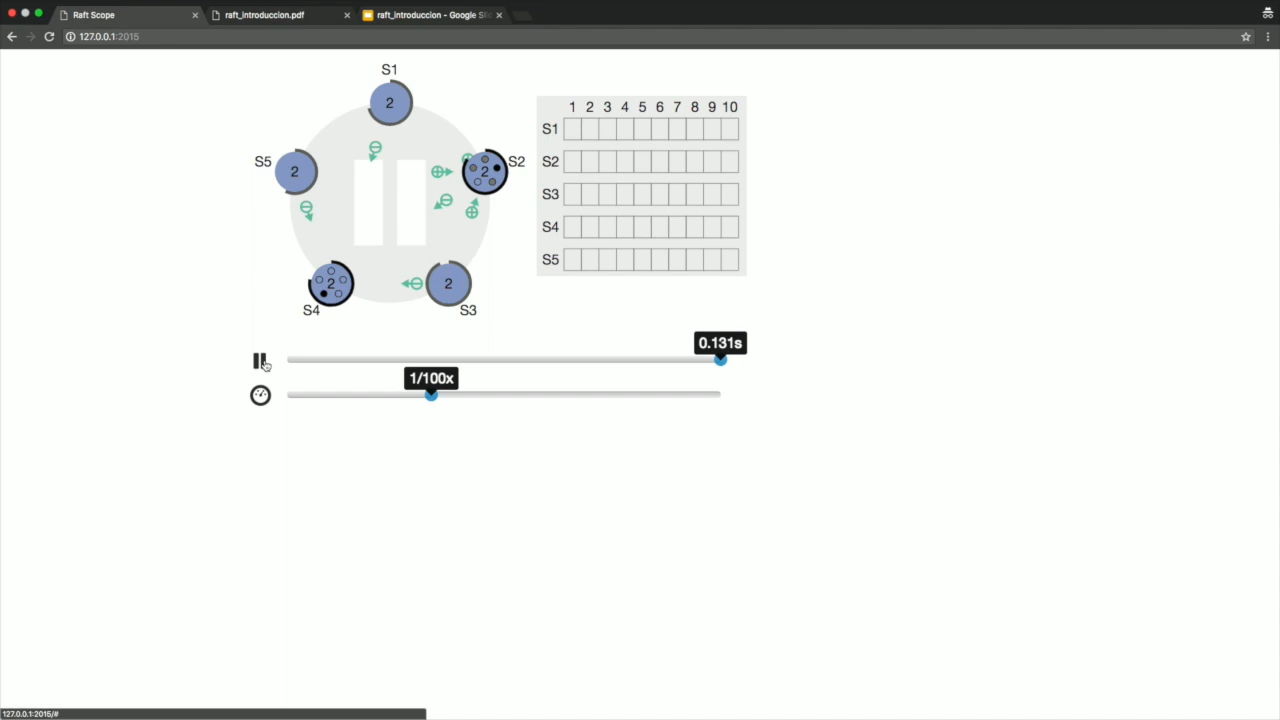 Raft Scope
raft_introduccion.pdf
raft_introduccion - Google Sli
127.0.0.1:2015
S1
2
S5
2
2
S2
2
S4
2
S3
1 2 3 4 5 6 7 8 9 10
S1
S2
S3
S4
S5
0.131s
1/100x
127.0.0.1:2015/#